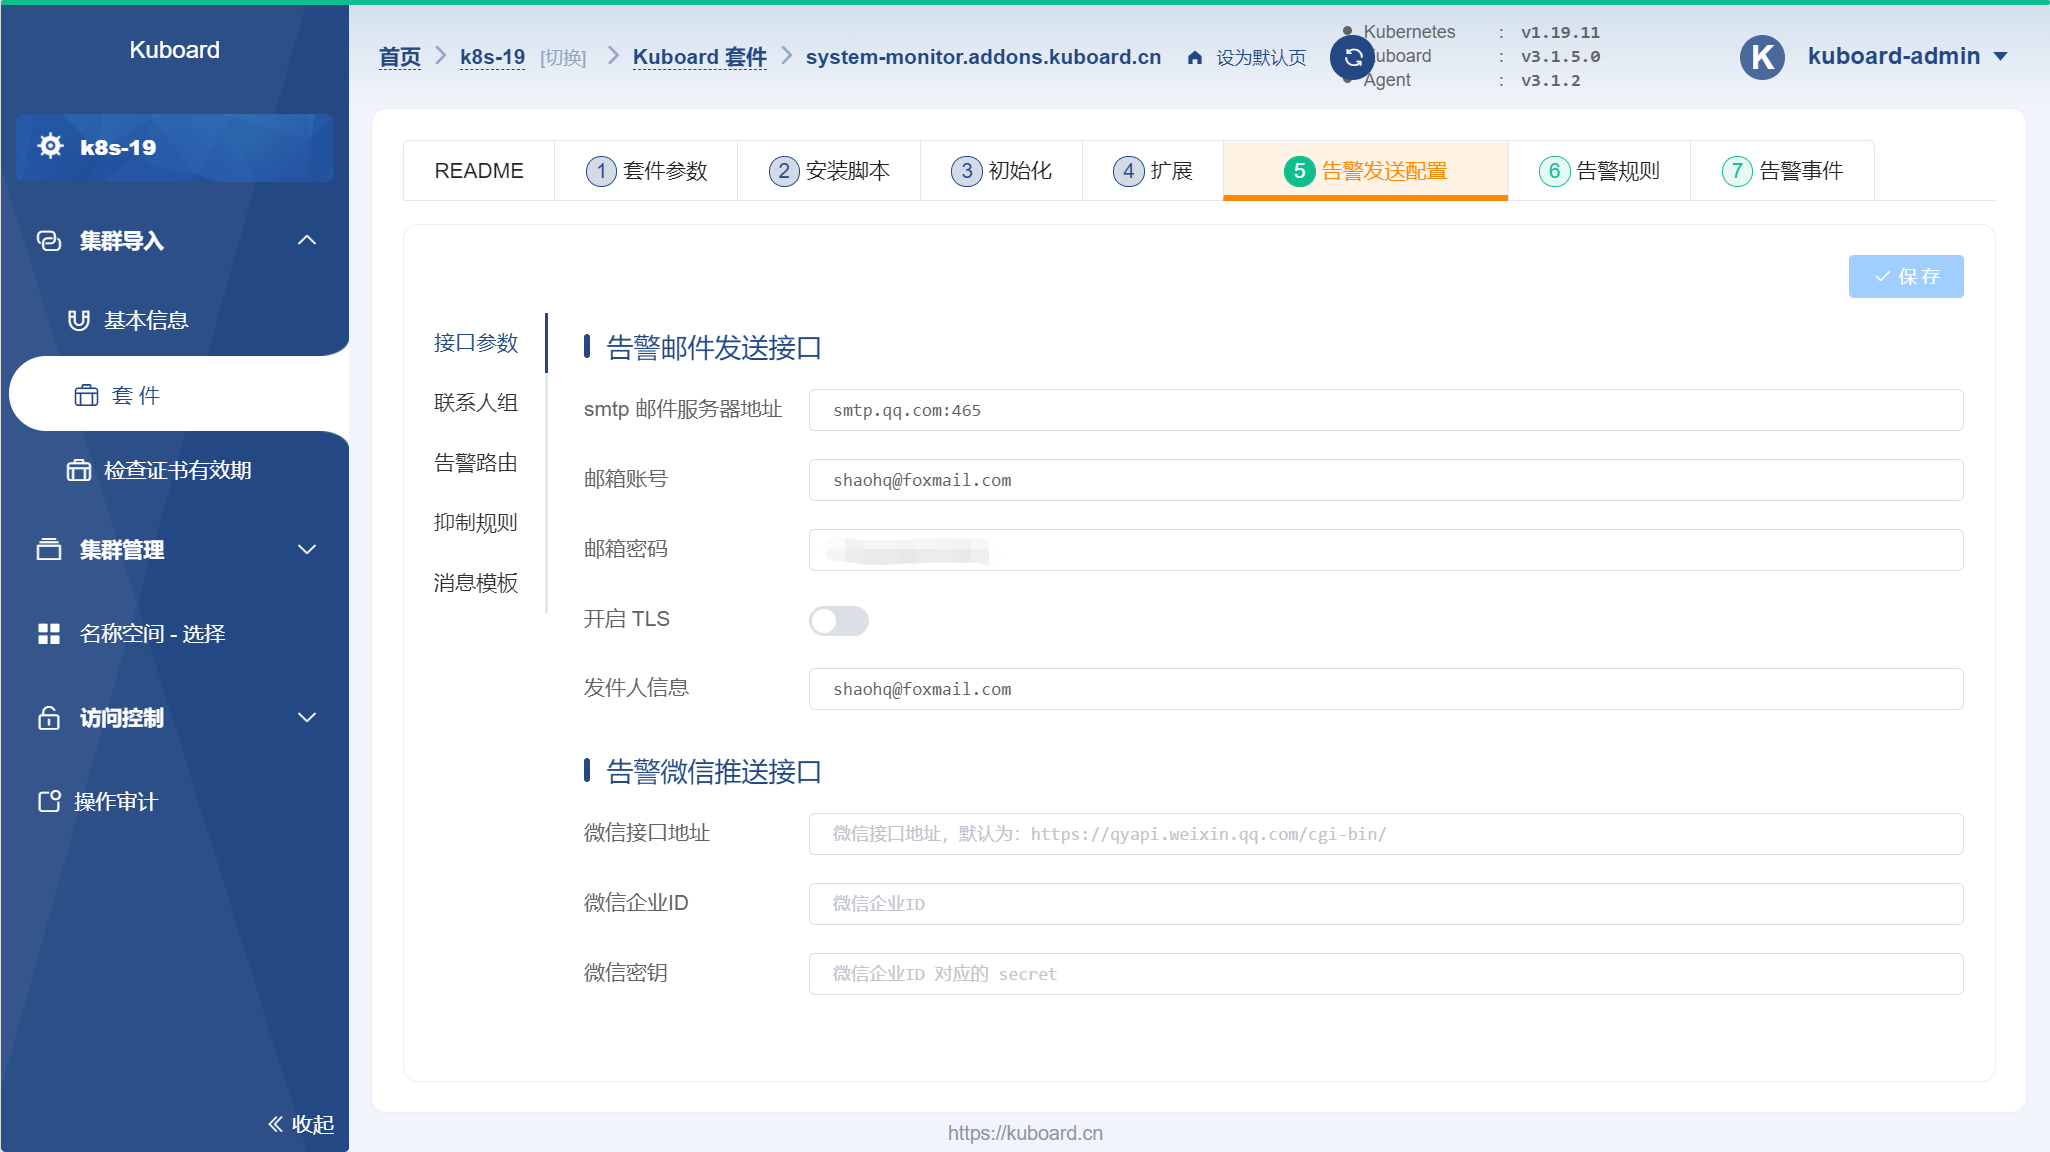 Kuboard
k8s-19
集群导入
基本信息
套 件
检查证书有效期
集群管理
名称空间 - 选择
访问控制
操作审计
收起
首页 k8s-19 [切换] Kuboard 套件 system-monitor.addons.kuboard.cn 设为默认页
Kubernetes : v1.19.11
uboard : v3.1.5.0
Agent : v3.1.2
K kuboard-admin
README 1 套件参数 2 安装脚本 3 初始化 4 扩展 5 告警发送配置 6 告警规则 7 告警事件
保 存
接口参数
联系人组
告警路由
抑制规则
消息模板
告警邮件发送接口
smtp 邮件服务器地址 smtp.qq.com:465
邮箱账号 shaohq@foxmail.com
邮箱密码
开启 TLS
发件人信息 shaohq@foxmail.com
告警微信推送接口
微信接口地址 微信接口地址，默认为：https://qyapi.weixin.qq.com/cgi-bin/
微信企业ID 微信企业ID
微信密钥 微信企业ID 对应的 secret
https://kuboard.cn